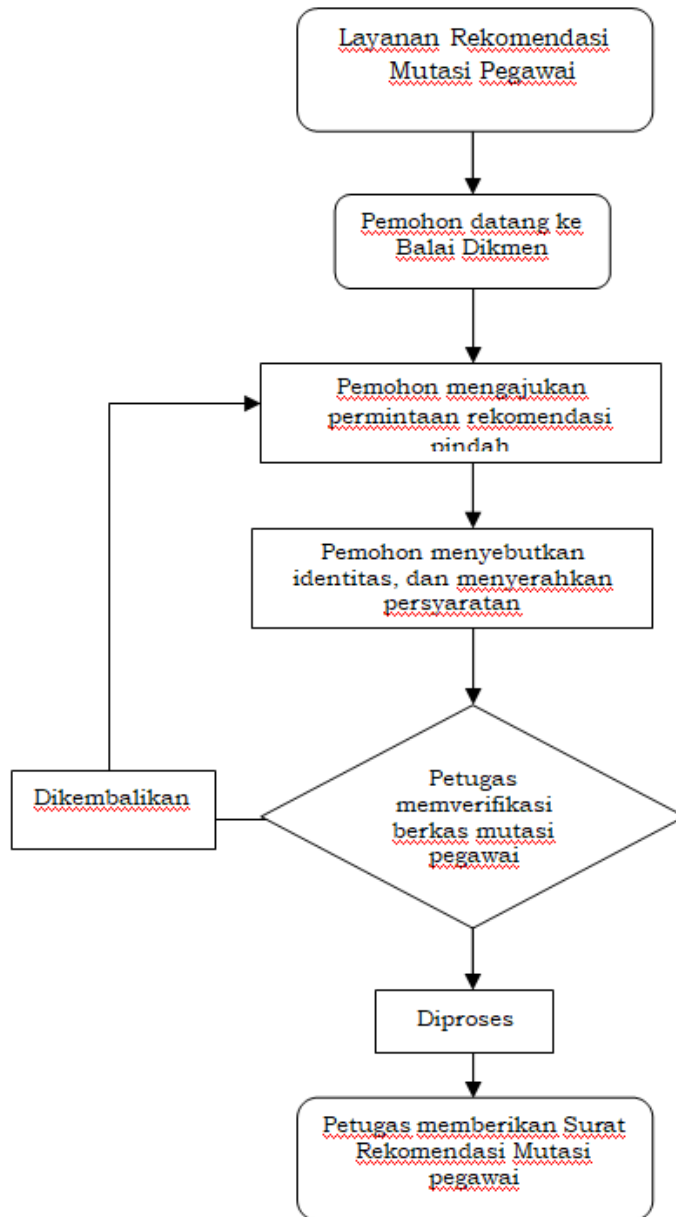 Layanan Rekomendasi
Mutasi Pegawai
Pemohon datang ke
Balai Dikmen
Pemohon mengajukan
permintaan rekomendasi
pindah
Pemohon menyebutkan
identitas, dan menyerahkan
persyaratan
Petugas
memverifikasi
berkas mutasi
pegawai
Dikembalikan
Diproses
Petugas memberikan Surat
Rekomendasi Mutasi
pegawai